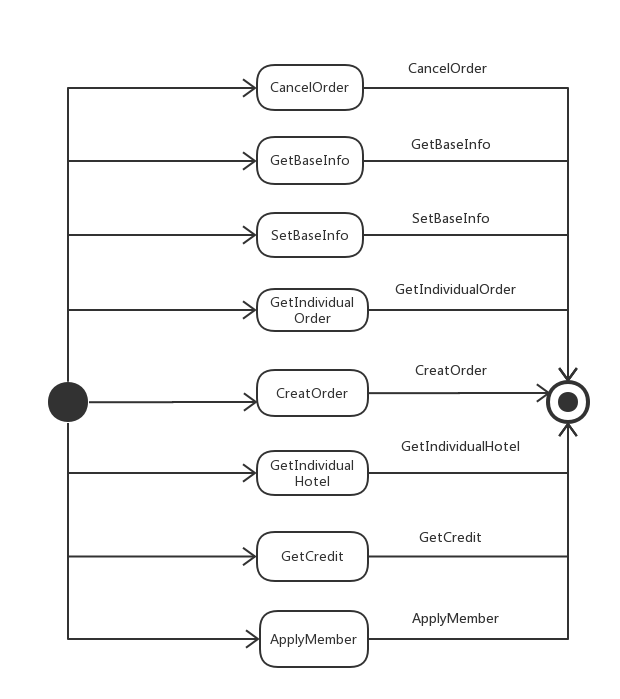 CancelOrder
CancelOrder
GetBaseInfo
GetBaseInfo
SetBaseInfo
SetBaseInfo
GetIndividual
Order
GetIndividualOrder
CreatOrder
CreatOrder
GetIndividual
Hotel
GetIndividualHotel
GetCredit
GetCredit
ApplyMember
ApplyMember